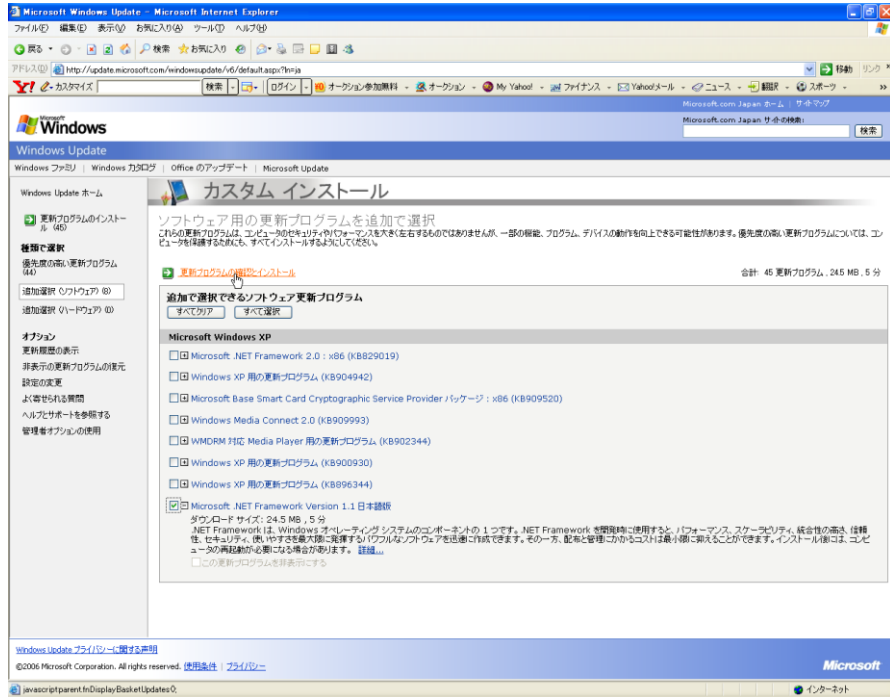 Microsoft Windows Update - Microsoft Internet Explorer
ファイル(F) 編集(E) 表示(V) お気に入り(A) ツール(T) ヘルプ(H)
戻る 検索 お気に入り
アドレス(D) http://update.microsoft.com/windowsupdate/v6/default.aspx?ln=ja 移動 リンク »
Y! カスタマイズ 検索 ログイン オークション参加無料 オークション My Yahoo! ファイナンス Yahoo!メール ニュース 翻訳 スポーツ »
Microsoft.com Japan ホーム | サイトマップ
Microsoft Windows
Microsoft.com Japan サイトの検索:
検索
Windows Update
Windows ファミリ | Windows カタログ | Office のアップデート | Microsoft Update
Windows Update ホーム
更新プログラムのインストール (45)
種類で選択
優先度の高い更新プログラム (44)
追加選択 (ソフトウェア) (8)
追加選択 (ハードウェア) (0)
オプション
更新履歴の表示
非表示の更新プログラムの復元
設定の変更
よく寄せられる質問
ヘルプとサポートを参照する
管理者オプションの使用
カスタム インストール
ソフトウェア用の更新プログラムを追加で選択
これらの更新プログラムは、コンピュータのセキュリティやパフォーマンスを大きく左右するものではありませんが、一部の機能、プログラム、デバイスの動作を向上できる可能性があります。優先度の高い更新プログラムについては、コン
ピュータを保護するためにも、すべてインストールするようにしてください。
更新プログラムの確認とインストール
合計: 45 更新プログラム , 24.5 MB , 5 分
追加で選択できるソフトウェア更新プログラム
すべてクリア すべて選択
Microsoft Windows XP
Microsoft .NET Framework 2.0 : x86 (KB829019)
Windows XP 用の更新プログラム (KB904942)
Microsoft Base Smart Card Cryptographic Service Provider パッケージ : x86 (KB909520)
Windows Media Connect 2.0 (KB909993)
WMDRM 対応 Media Player 用の更新プログラム (KB902344)
Windows XP 用の更新プログラム (KB900930)
Windows XP 用の更新プログラム (KB896344)
Microsoft .NET Framework Version 1.1 日本語版
ダウンロード サイズ: 24.5 MB , 5 分
.NET Framework は、Windows オペレーティング システムのコンポーネントの 1 つです。.NET Framework を開発時に使用すると、パフォーマンス、スケーラビリティ、統合性の高さ、信頼
性、セキュリティ、使いやすさを最大限に発揮するパワフルなソフトウェアを迅速に作成できます。その一方、配布と管理にかかるコストは最小限に抑えることができます。インストール後には、コンピ
ュータの再起動が必要になる場合があります。 詳細...
この更新プログラムを非表示にする
Windows Update プライバシーに関する声明
©2006 Microsoft Corporation. All rights reserved. 使用条件 | プライバシー
Microsoft
javascript:parent.fnDisplayBasketUpdates();
インターネット